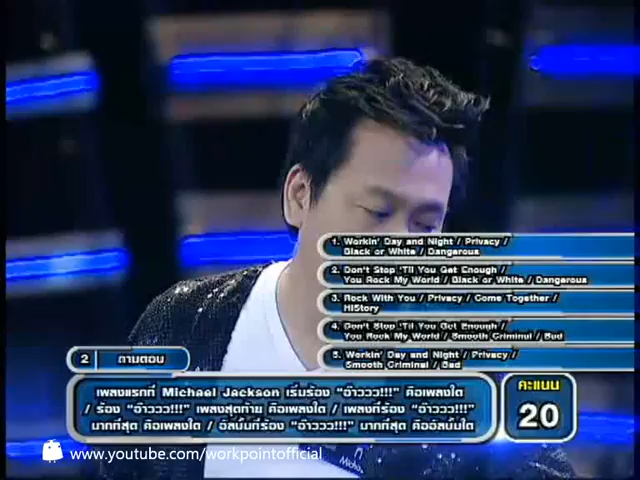 1. Workin' Day and Night / Privacy /
Black or White / Dangerous
2. Don't Stop 'Til You Get Enough /
You Rock My World / Black or White / Dangerous
3. Rock With You / Privacy / Come Together /
HIStory
4. Don't Stop 'Til You Get Enough /
You Rock My World / Smooth Criminal / Bad
5. Workin' Day and Night / Privacy /
Smooth Criminal / Bad
2 ถามตอบ
เพลงแรกที่ Michael Jackson เริ่มร้อง "อ๊าววว!!!" คือเพลงใด
/ ร้อง "อ๊าววว!!!" เพลงสุดท้าย คือเพลงใด / เพลงที่ร้อง "อ๊าววว!!!"
มากที่สุด คือเพลงใด / อัลบั้มที่ร้อง "อ๊าววว!!!" มากที่สุด คืออัลบั้มใด
คะแนน
20
www.youtube.com/workpointofficial